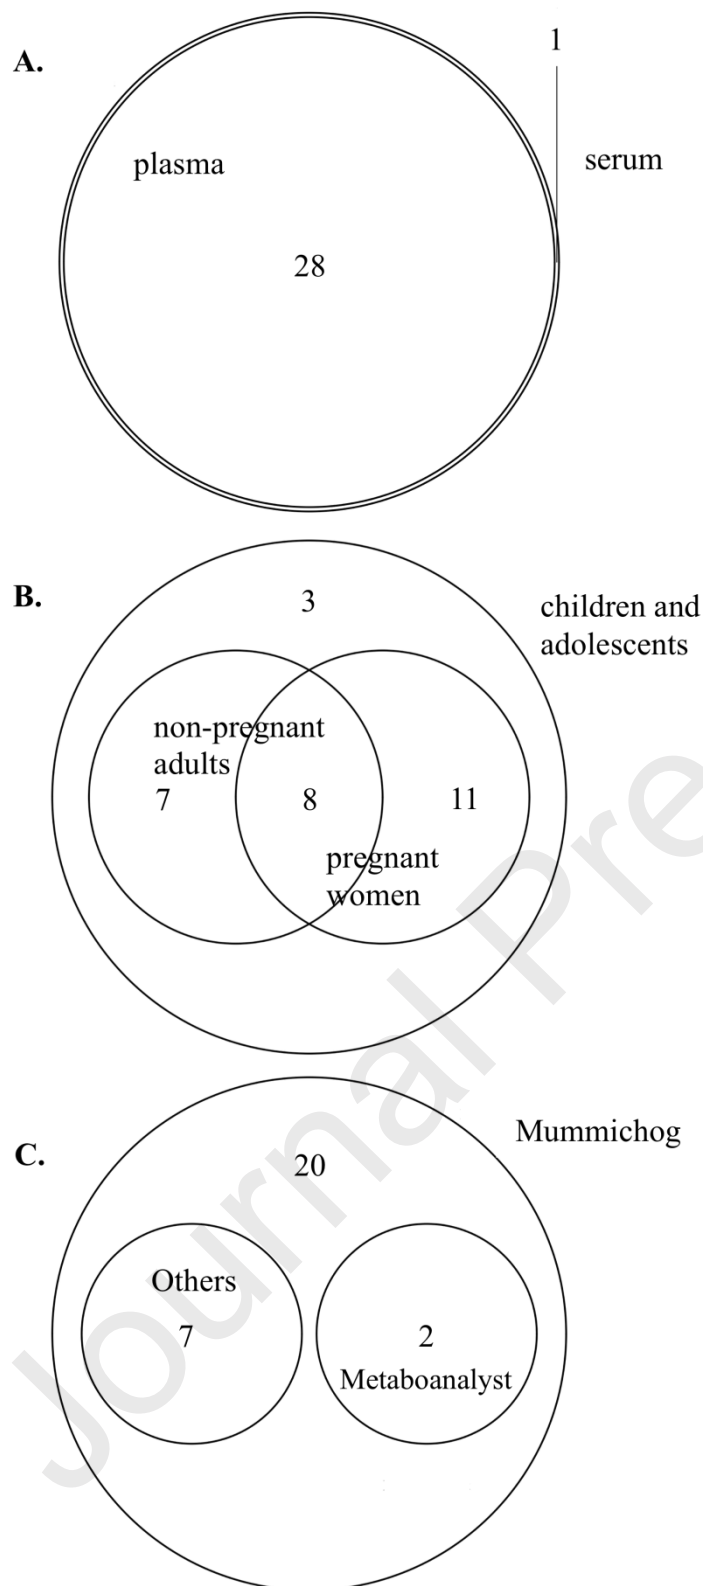 A.
1
plasma
serum
28
B.
3
children and
adolescents
non-pregnant
adults
7
8
11
pregnant
women
C.
Mummichog
20
Others
7
2
Metaboanalyst
Journal Pre